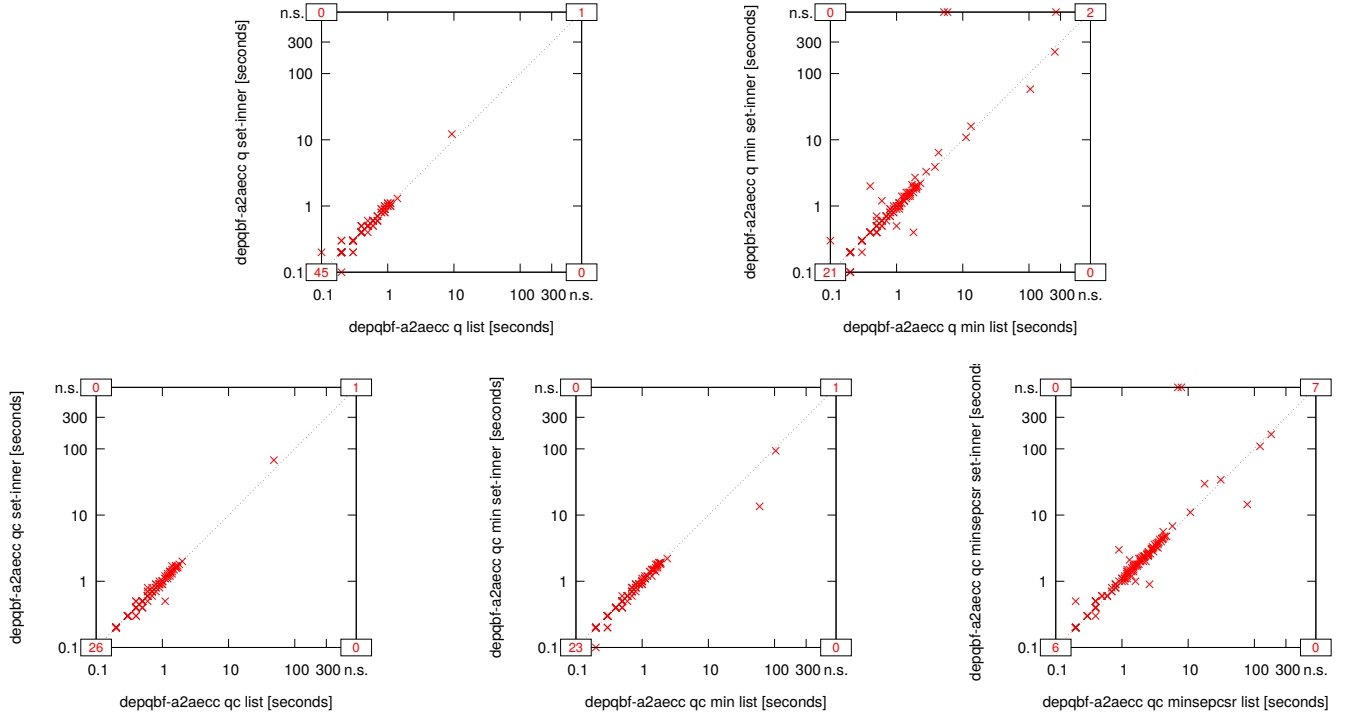 n.s. 0 1
300
100
10
1
0.1 45 0
0.1 1 10 100 300 n.s.
depqbf-a2aecc q list [seconds]
depqbf-a2aecc q set-inner [seconds]
n.s. 0 2
300
100
10
1
0.1 21 0
0.1 1 10 100 300 n.s.
depqbf-a2aecc q min list [seconds]
depqbf-a2aecc q min set-inner [seconds]
n.s. 0 1
300
100
10
1
0.1 26 0
0.1 1 10 100 300 n.s.
depqbf-a2aecc qc list [seconds]
depqbf-a2aecc qc set-inner [seconds]
n.s. 0 1
300
100
10
1
0.1 23 0
0.1 1 10 100 300 n.s.
depqbf-a2aecc qc min list [seconds]
depqbf-a2aecc qc min set-inner [seconds]
n.s. 0 7
300
100
10
1
0.1 6 0
0.1 1 10 100 300 n.s.
depqbf-a2aecc qc minsepcsr list [seconds]
depqbf-a2aecc qc minsepcsr set-inner [second